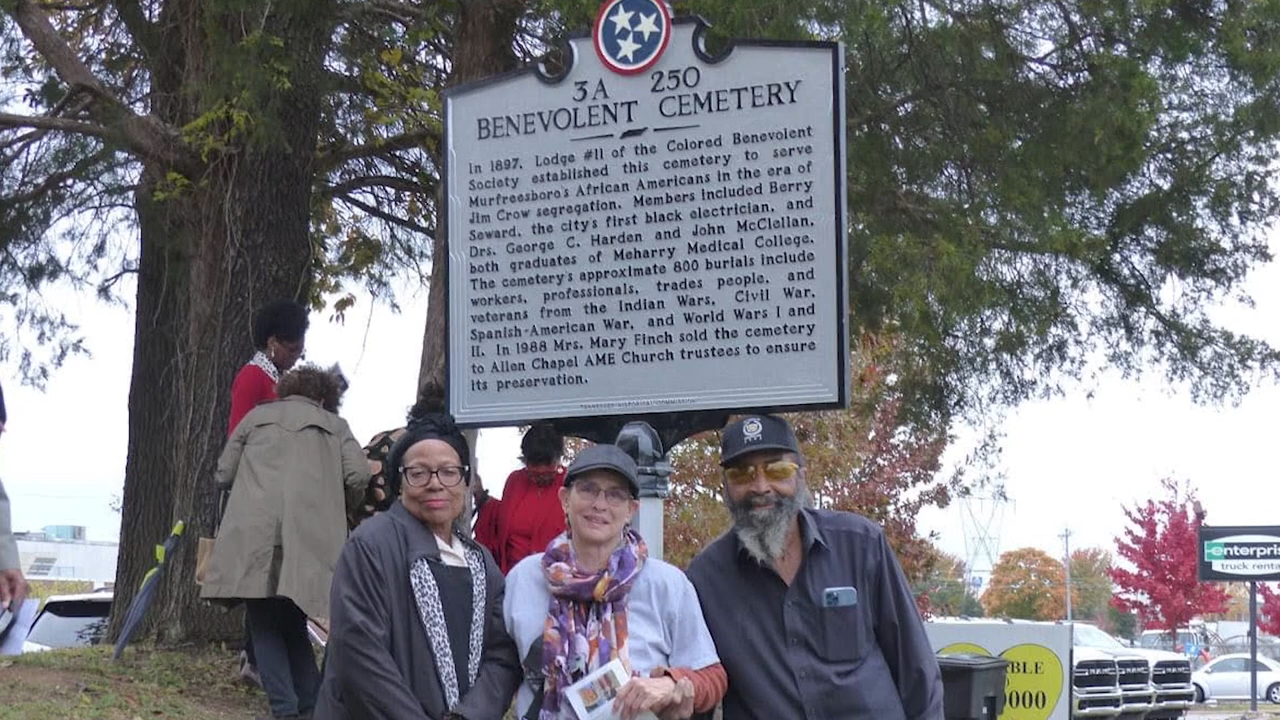 3A 250
BENEVOLENT CEMETERY
In 1897, Lodge #11 of the Colored Benevolent
Society established this cemetery to serve
Murfreesboro's African Americans in the era of
Jim Crow segregation. Members included Berry
Seward, the city's first black electrician, and
Drs. George C. Harden and John McClellan,
both graduates of Meharry Medical College.
The cemetery's approximate 800 burials include
workers, professionals, trades people, and
veterans from the Indian Wars, Civil War,
Spanish-American War, and World Wars I and
II. In 1988 Mrs. Mary Finch sold the cemetery
to Allen Chapel AME Church trustees to ensure
its preservation.
enterpris
truck renta
BLE
000